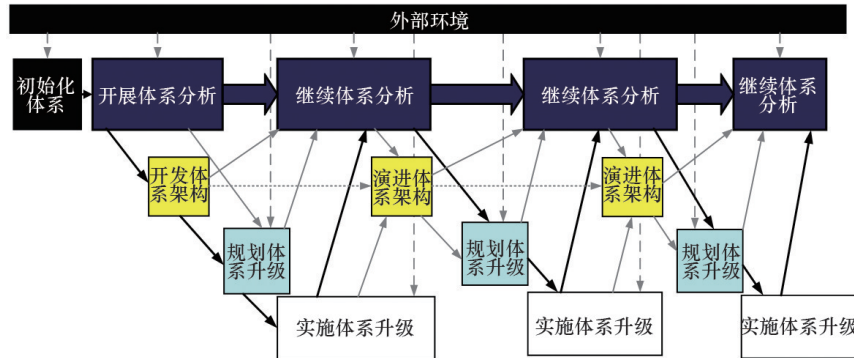 外部环境
初始化
体系
开展体系分析
继续体系分析
继续体系分析
继续体系
分析
开发体
系架构
演进体
系架构
演进体
系架构
规划体
系升级
规划体
系升级
规划体
系升级
实施体系升级
实施体系升级
实施体系升级